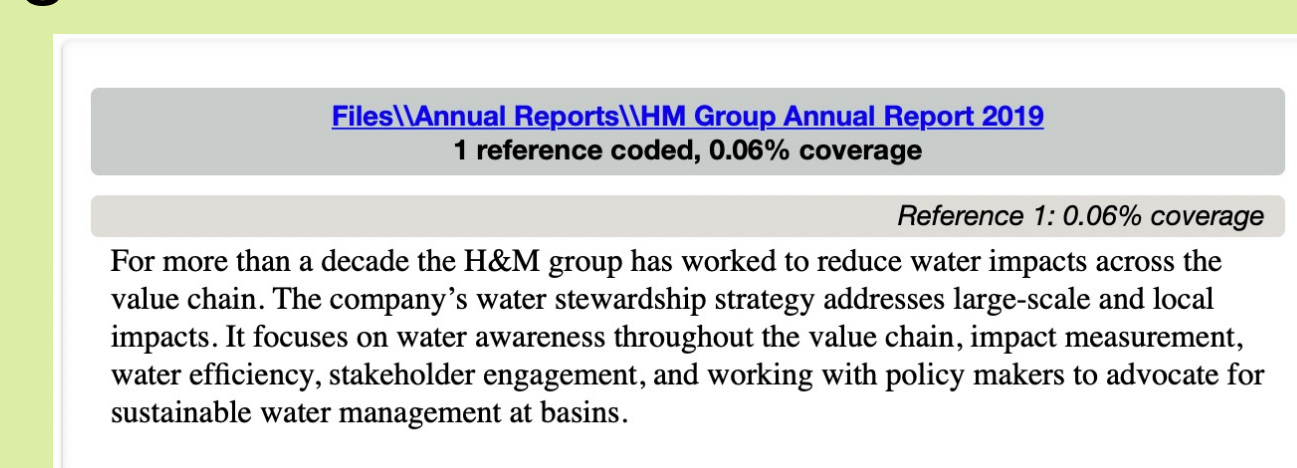 Files\\Annual Reports\\HM Group Annual Report 2019
1 reference coded, 0.06% coverage
Reference 1: 0.06% coverage
For more than a decade the H&M group has worked to reduce water impacts across the
value chain. The company’s water stewardship strategy addresses large-scale and local
impacts. It focuses on water awareness throughout the value chain, impact measurement,
water efficiency, stakeholder engagement, and working with policy makers to advocate for
sustainable water management at basins.